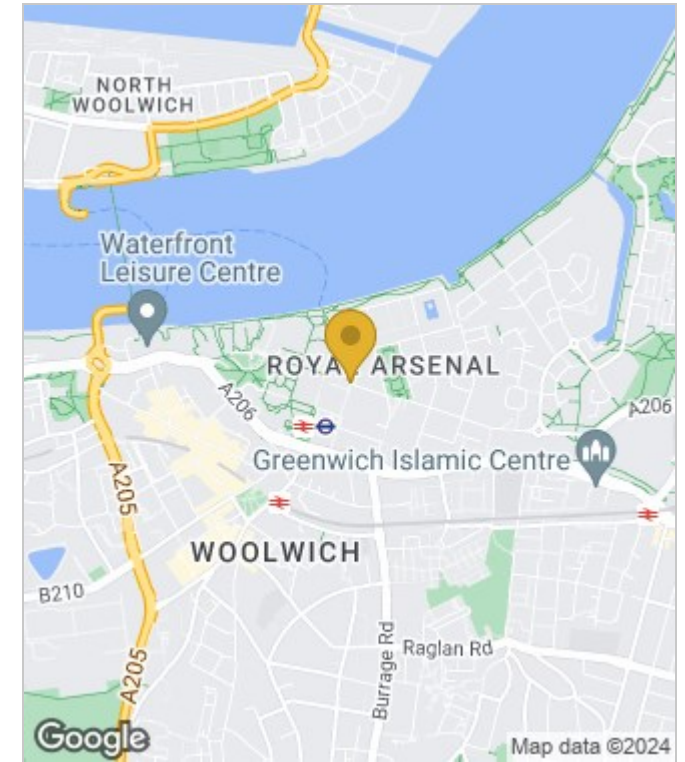 NORTH
WOOLWICH
Waterfront
Leisure Centre
ROYAL ARSENAL
A206
A206
Greenwich Islamic Centre
A205
WOOLWICH
B210
Burrage Rd
Raglan Rd
A205
Google
Map data ©2024